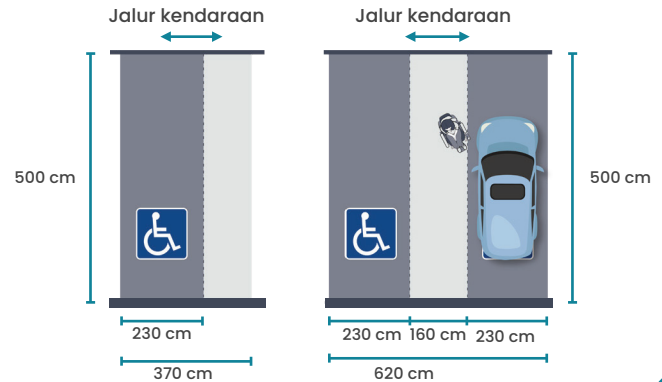 Jalur kendaraan
Jalur kendaraan
500 cm
500 cm
230 cm
230 cm 160 cm 230 cm
370 cm
620 cm